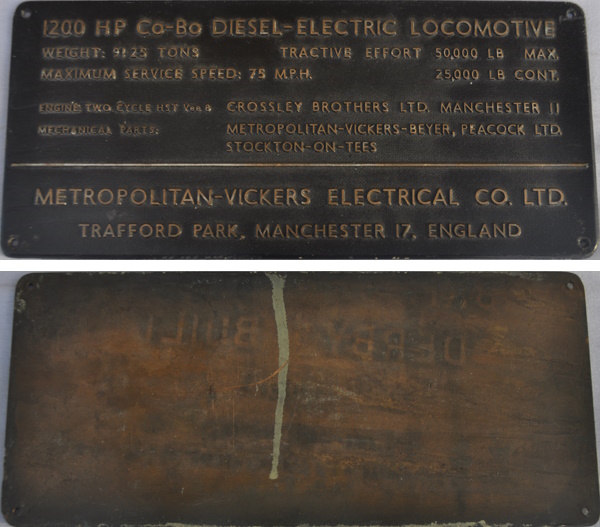 1200 HP Co-Bo DIESEL-ELECTRIC LOCOMOTIVE
WEIGHT: 97.25 TONS TRACTIVE EFFORT 50,000 LB MAX.
MAXIMUM SERVICE SPEED: 75 M.P.H. 25,000 LB CONT.
ENGINE: TWO CYCLE HST Vee 8 CROSSLEY BROTHERS LTD. MANCHESTER 11
MECHANICAL PARTS: METROPOLITAN-VICKERS-BEYER, PEACOCK LTD.
STOCKTON-ON-TEES
METROPOLITAN-VICKERS ELECTRICAL CO. LTD.
TRAFFORD PARK, MANCHESTER 17, ENGLAND
DERBY BUILT